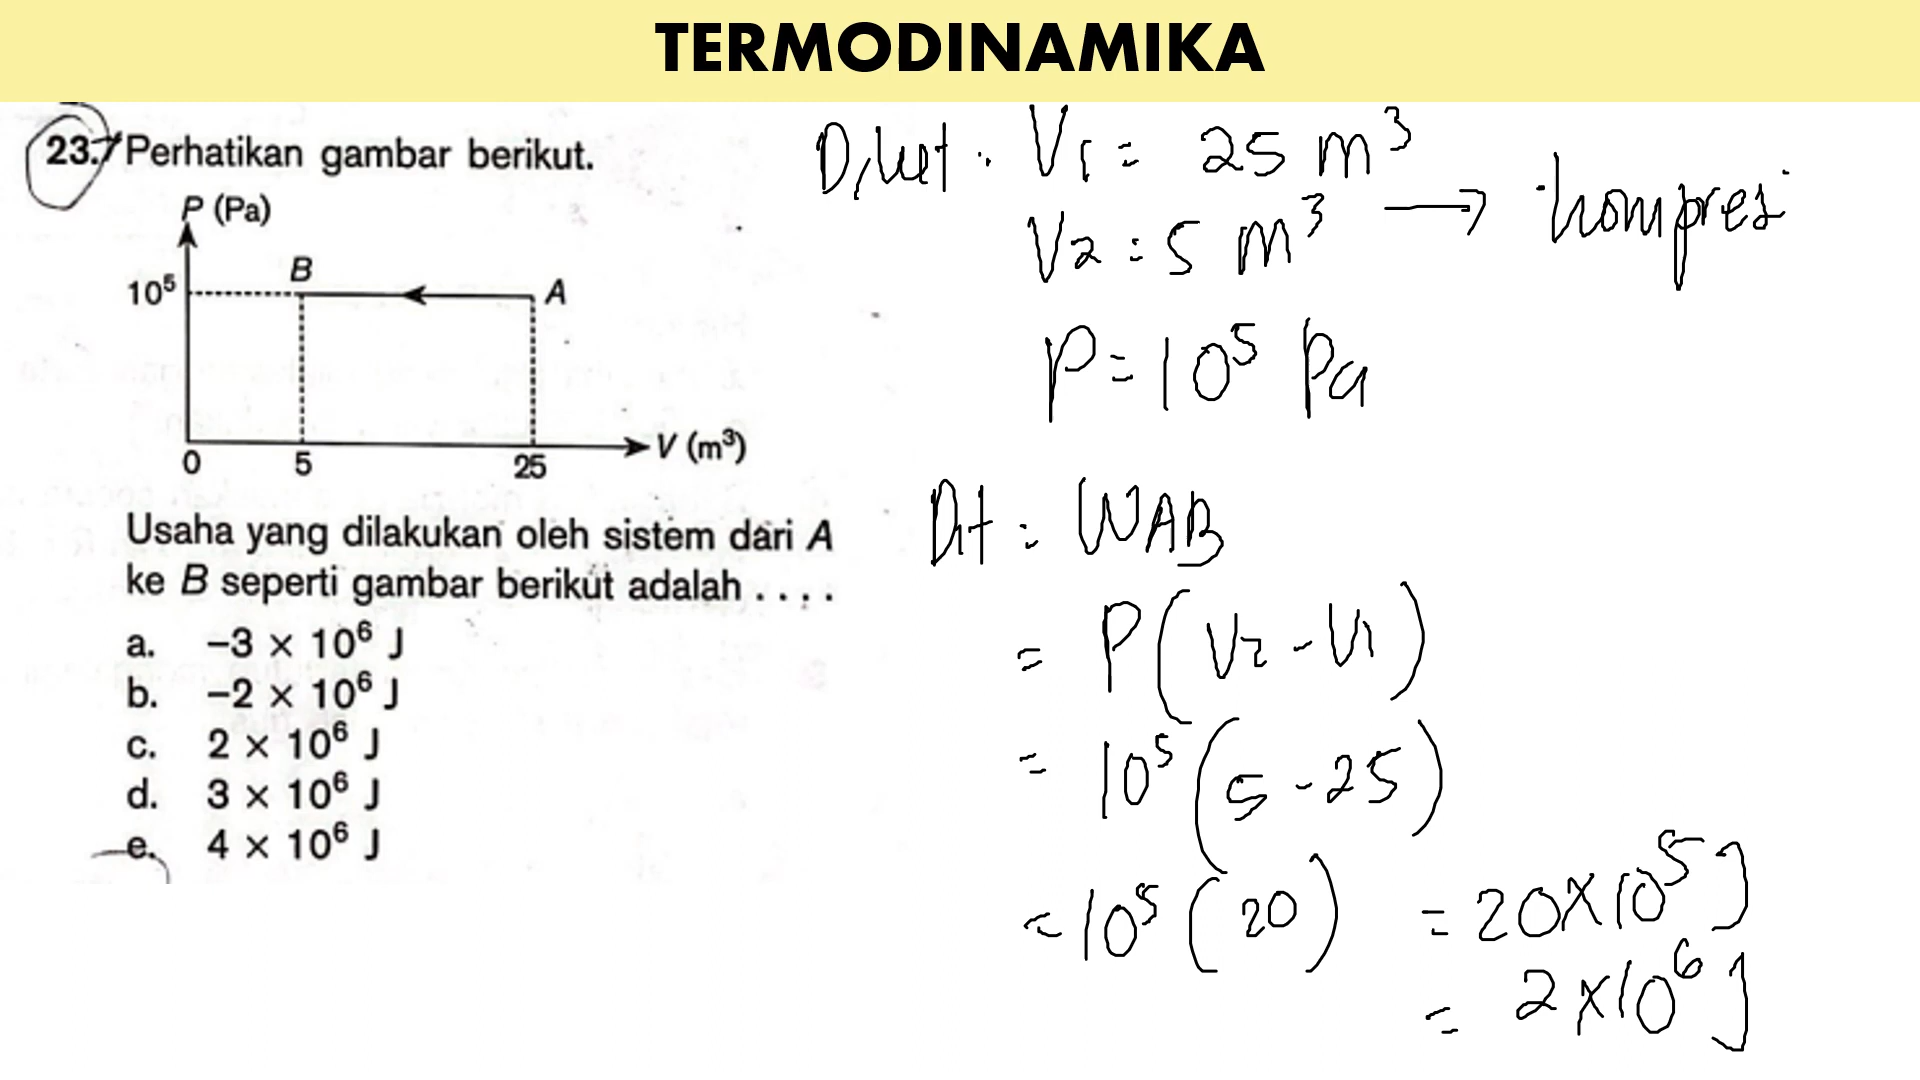 TERMODINAMIKA
23. Perhatikan gambar berikut.
P (Pa)
10⁵
B
A
0
5
25
V (m³)
Usaha yang dilakukan oleh sistem dari A
ke B seperti gambar berikut adalah . . . .
a. –3 × 10⁶ J
b. –2 × 10⁶ J
c. 2 × 10⁶ J
d. 3 × 10⁶ J
e. 4 × 10⁶ J
Diket : V₁ = 25 m³
V₂ = 5 m³ → kompresi
P = 10⁵ Pa
Dit : WAB
= P (V₂ - V₁)
= 10⁵ (5 - 25)
= 10⁵ (20) = 20 × 10⁵ J
= 2 × 10⁶ J